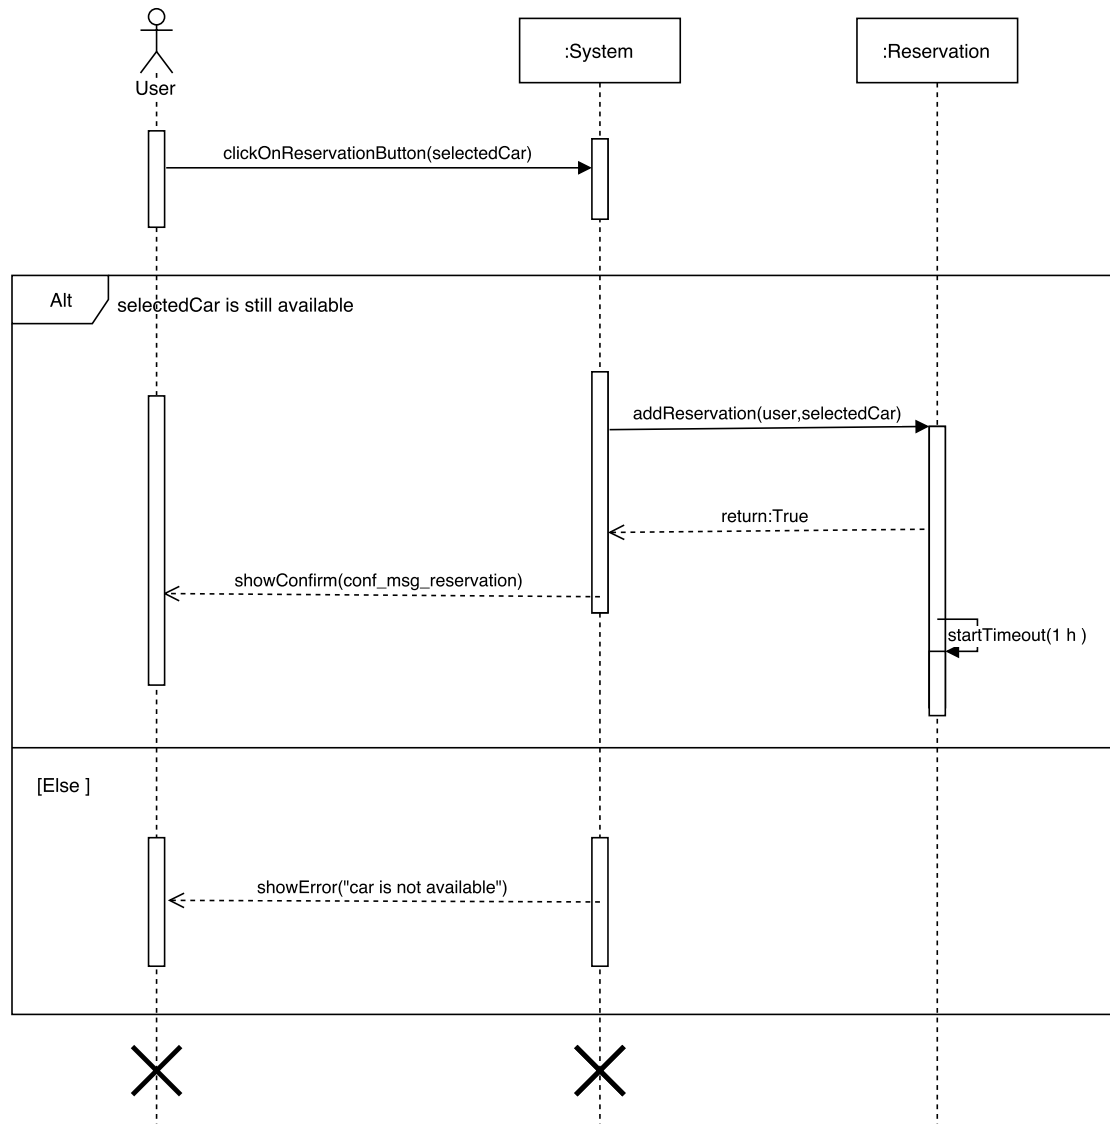 User
:System
:Reservation
clickOnReservationButton(selectedCar)
Alt
selectedCar is still available
addReservation(user,selectedCar)
return:True
showConfirm(conf_msg_reservation)
startTimeout(1 h )
[Else ]
showError("car is not available")